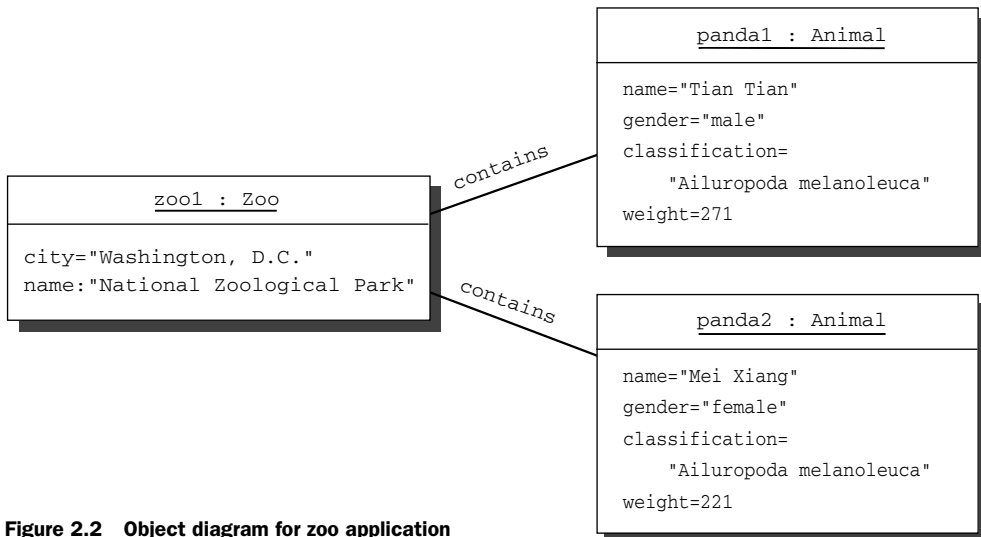 zoo1 : Zoo
city="Washington, D.C."
name:"National Zoological Park"
contains
contains
panda1 : Animal
name="Tian Tian"
gender="male"
classification=
"Ailuropoda melanoleuca"
weight=271
panda2 : Animal
name="Mei Xiang"
gender="female"
classification=
"Ailuropoda melanoleuca"
weight=221
Figure 2.2 Object diagram for zoo application